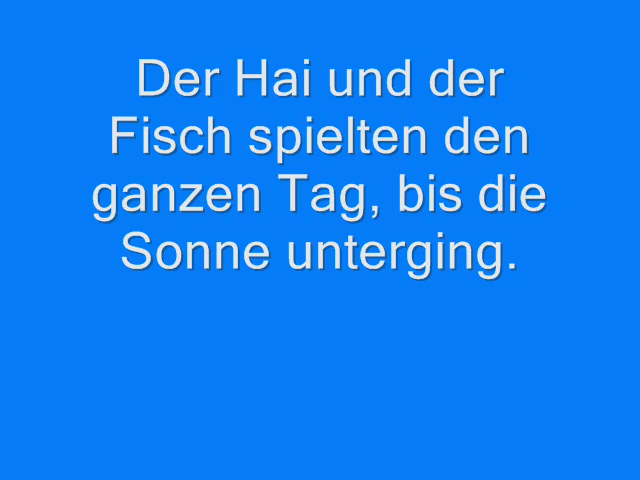 Der Hai und der
Fisch spielten den
ganzen Tag, bis die
Sonne unterging.